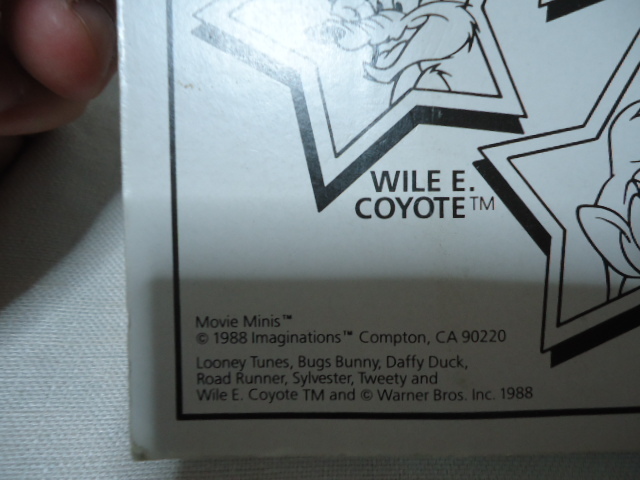 WILE E.
COYOTE™
Movie Minis™
© 1988 Imaginations™ Compton, CA 90220
Looney Tunes, Bugs Bunny, Daffy Duck,
Road Runner, Sylvester, Tweety and
Wile E. Coyote TM and © Warner Bros. Inc. 1988